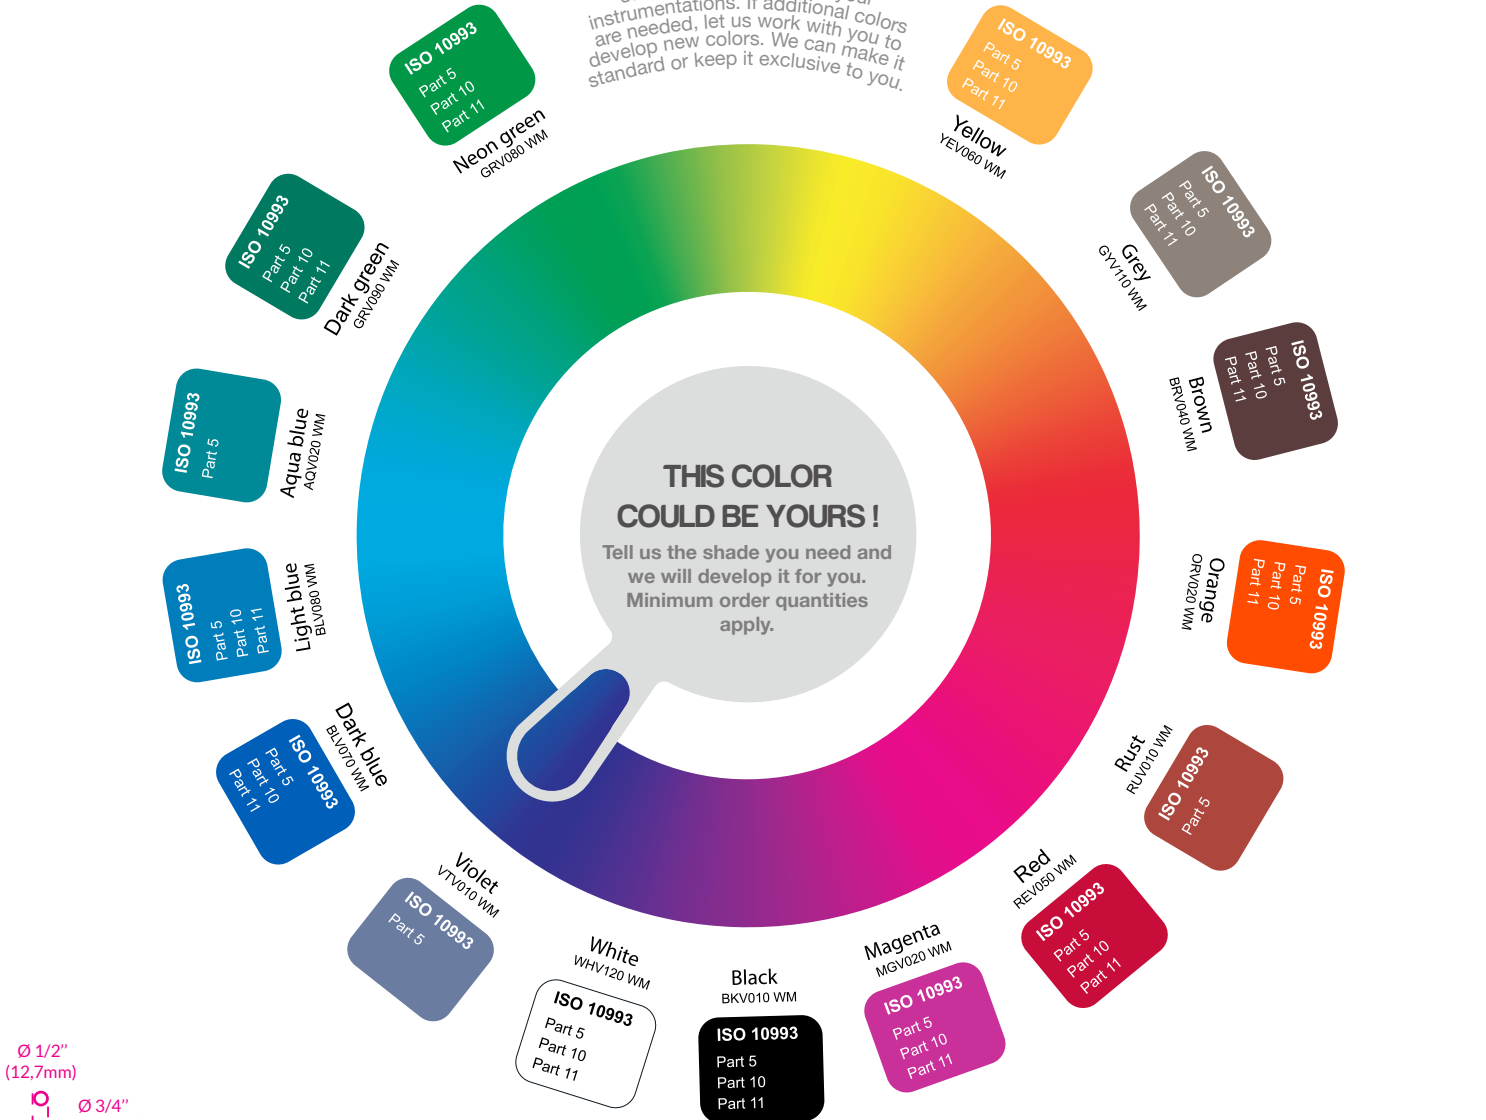 instrumentations. If additional colors
are needed, let us work with you to
develop new colors. We can make it
standard or keep it exclusive to you.
ISO 10993
Part 5
Part 10
Part 11
Neon green
GRV080 WM
ISO 10993
Part 5
Part 10
Part 11
Yellow
YEV060 WM
ISO 10993
Part 5
Part 10
Part 11
Dark green
GRV090 WM
ISO 10993
Part 5
Part 10
Part 11
Grey
GYV110 WM
ISO 10993
Part 5
Aqua blue
AQV020 WM
ISO 10993
Part 5
Part 10
Part 11
Brown
BRV040 WM
THIS COLOR
COULD BE YOURS !
Tell us the shade you need and
we will develop it for you.
Minimum order quantities
apply.
ISO 10993
Part 5
Part 10
Part 11
Light blue
BLV080 WM
ISO 10993
Part 5
Part 10
Part 11
Orange
ORV020 WM
Dark blue
BLV070 WM
ISO 10993
Part 5
Part 10
Part 11
Rust
RUV010 WM
ISO 10993
Part 5
Violet
VTV010 WM
ISO 10993
Part 5
Red
REV050 WM
ISO 10993
Part 5
Part 10
Part 11
White
WHV120 WM
ISO 10993
Part 5
Part 10
Part 11
Black
BKV010 WM
ISO 10993
Part 5
Part 10
Part 11
Magenta
MGV020 WM
ISO 10993
Part 5
Part 10
Part 11
Ø 1/2’’
(12,7mm)
Ø 3/4’’